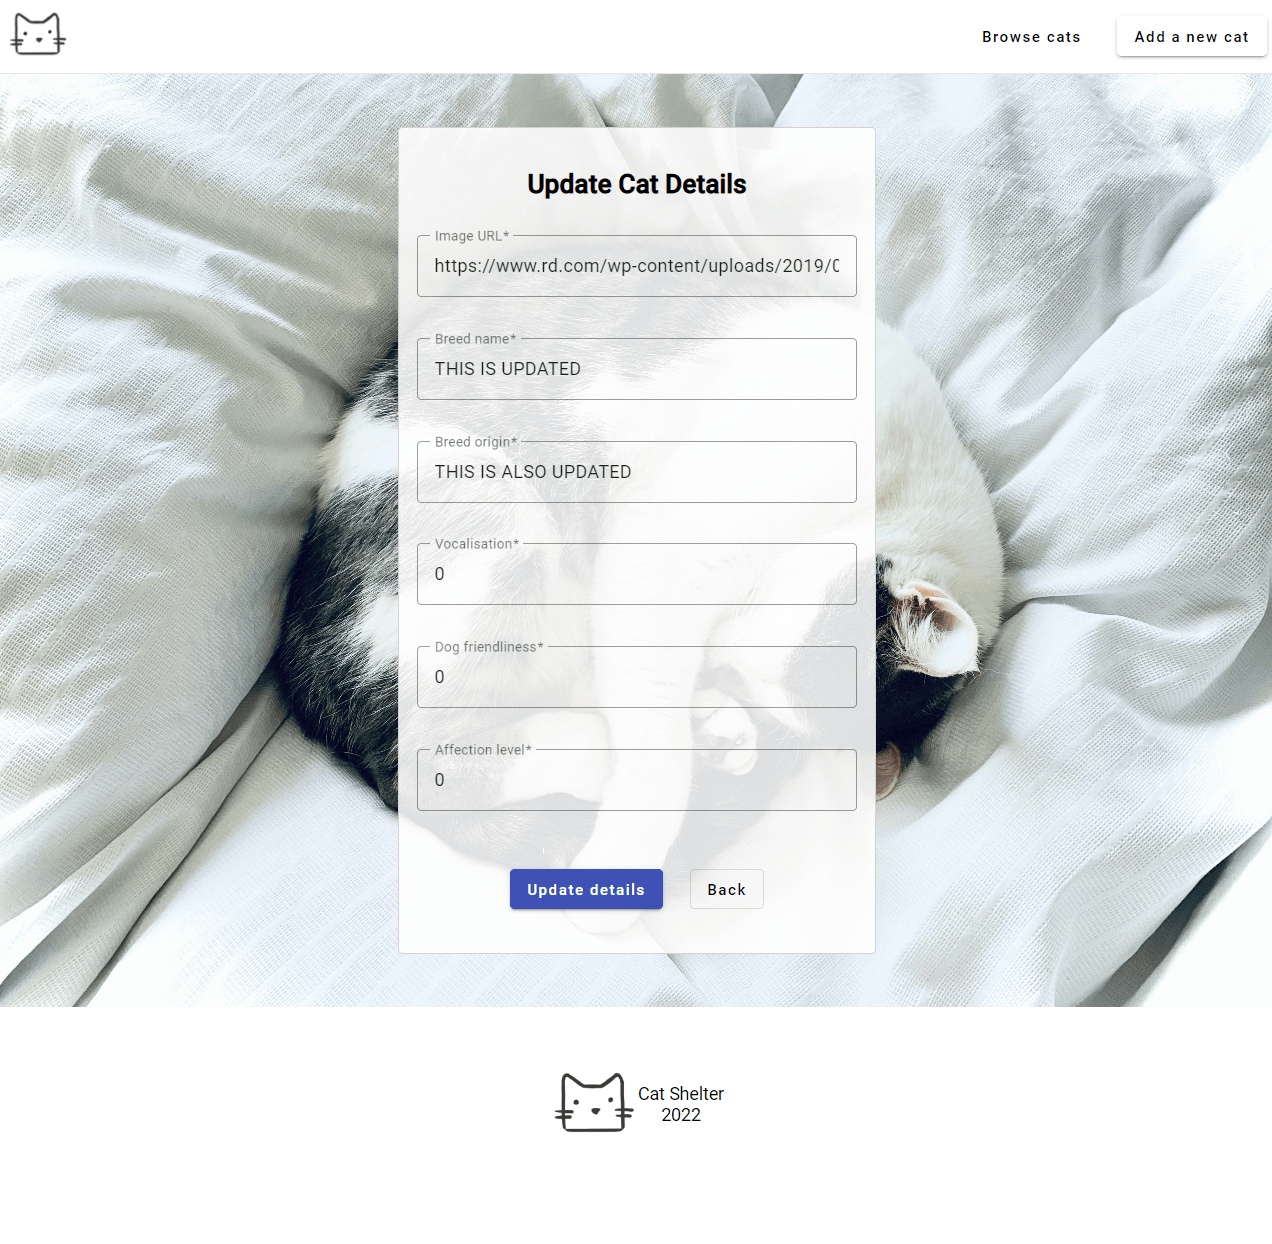 Browse cats
Add a new cat
Update Cat Details
Image URL*
https://www.rd.com/wp-content/uploads/2019/0
Breed name*
THIS IS UPDATED
Breed origin*
THIS IS ALSO UPDATED
Vocalisation*
0
Dog friendliness*
0
Affection level*
0
Update details
Back
Cat Shelter
2022